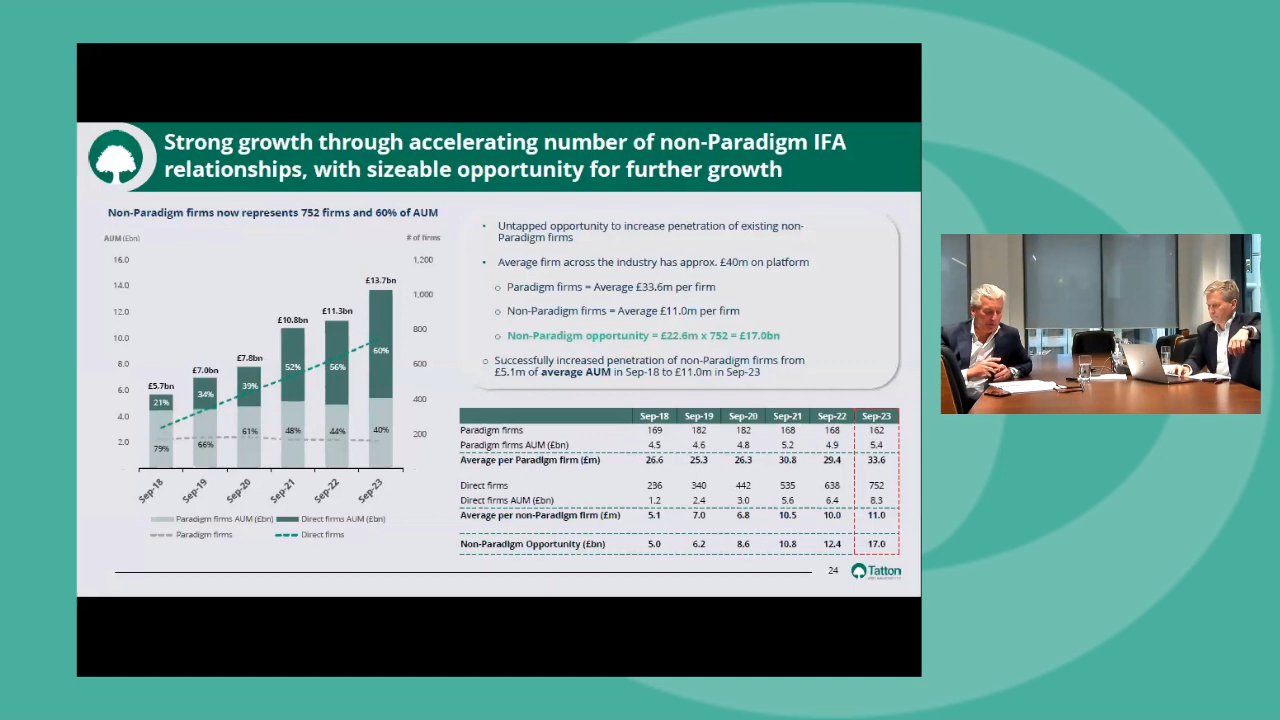 Strong growth through accelerating number of non-Paradigm IFA
relationships, with sizeable opportunity for further growth
Non-Paradigm firms now represents 752 firms and 60% of AUM
AUM (£bn)
# of firms
16.0
14.0
12.0
10.0
8.0
6.0
4.0
2.0
-
1,200
1,000
800
600
400
200
-
£5.7bn
£7.0bn
£7.8bn
£10.8bn
£11.3bn
£13.7bn
21%
34%
39%
52%
56%
60%
79%
66%
61%
48%
44%
40%
Sep-18
Sep-19
Sep-20
Sep-21
Sep-22
Sep-23
Paradigm firms AUM (£bn)
Direct firms AUM (£bn)
Paradigm firms
Direct firms
• Untapped opportunity to increase penetration of existing non-
Paradigm firms
• Average firm across the industry has approx. £40m on platform
o Paradigm firms = Average £33.6m per firm
o Non-Paradigm firms = Average £11.0m per firm
o Non-Paradigm opportunity = £22.6m x 752 = £17.0bn
o Successfully increased penetration of non-Paradigm firms from
£5.1m of average AUM in Sep-18 to £11.0m in Sep-23
Sep-18 Sep-19 Sep-20 Sep-21 Sep-22 Sep-23
Paradigm firms 169 182 182 168 168 162
Paradigm firms AUM (£bn) 4.5 4.6 4.8 5.2 4.9 5.4
Average per Paradigm firm (£m) 26.6 25.3 26.3 30.8 29.4 33.6
Direct firms 236 340 442 535 638 752
Direct firms AUM (£bn) 1.2 2.4 3.0 5.6 6.4 8.3
Average per non-Paradigm firm (£m) 5.1 7.0 6.8 10.5 10.0 11.0
Non-Paradigm Opportunity (£bn) 5.0 6.2 8.6 10.8 12.4 17.0
24
Tatton